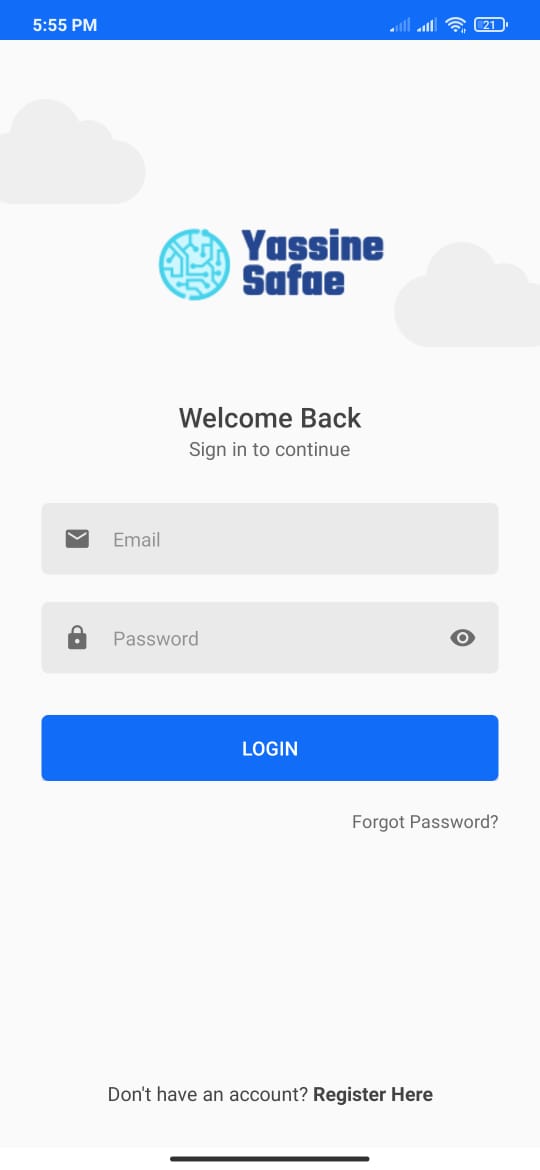 5:55 PM
21
Yassine
Safae
Welcome Back
Sign in to continue
Email
Password
LOGIN
Forgot Password?
Don't have an account? Register Here